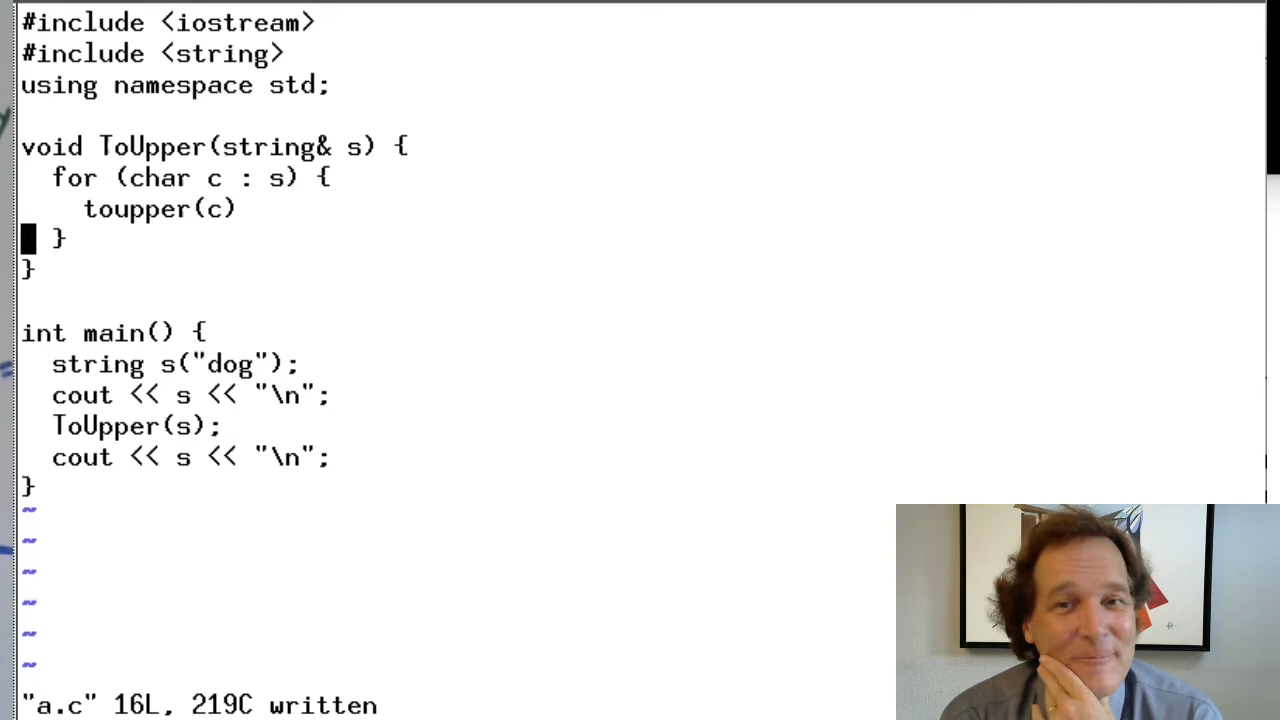 #include <iostream>
#include <string>
using namespace std;
void ToUpper(string& s) {
for (char c : s) {
toupper(c)
}
}
int main() {
string s("dog");
cout << s << "\n";
ToUpper(s);
cout << s << "\n";
}
~
~
~
~
~
~
"a.c" 16L, 219C written